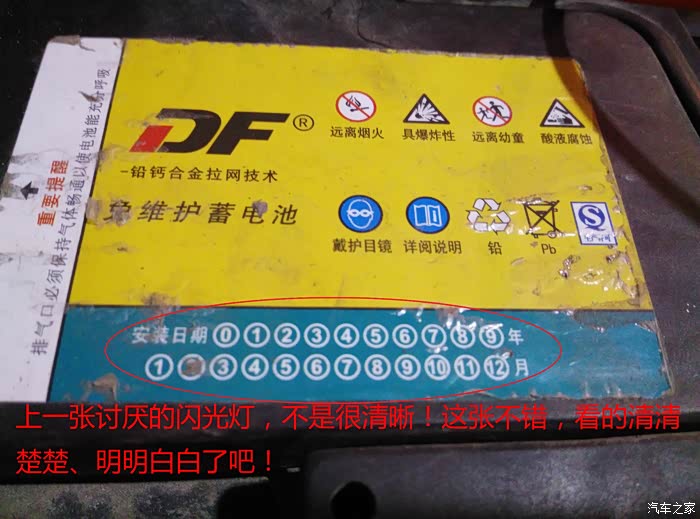 重要提醒
排气口必须保持气体畅通以使电池能充分呼吸
DF®
-铅钙合金拉网技术
免维护蓄电池
远离烟火 具爆炸性 远离幼童 酸液腐蚀
戴护目镜 详阅说明 铅 Pb
安装日期 0 1 2 3 4 5 6 7 8 9 年
1 3 4 5 6 7 8 9 10 11 12 月
上一张讨厌的闪光灯，不是很清晰！这张不错，看的清清
楚楚、明明白白了吧！
汽车之家